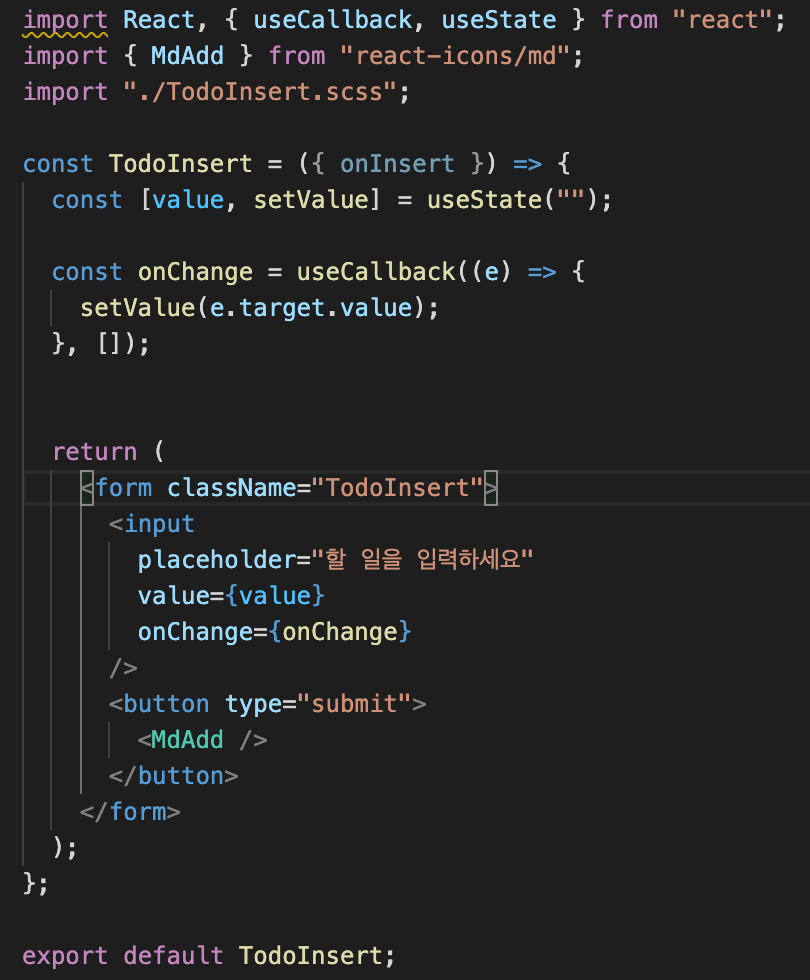 import React, { useCallback, useState } from "react";
import { MdAdd } from "react-icons/md";
import "./TodoInsert.scss";

const TodoInsert = ({ onInsert }) => {
  const [value, setValue] = useState("");

  const onChange = useCallback((e) => {
    setValue(e.target.value);
  }, []);


  return (
    <form className="TodoInsert">
      <input
        placeholder="할 일을 입력하세요"
        value={value}
        onChange={onChange}
      />
      <button type="submit">
        <MdAdd />
      </button>
    </form>
  );
};

export default TodoInsert;